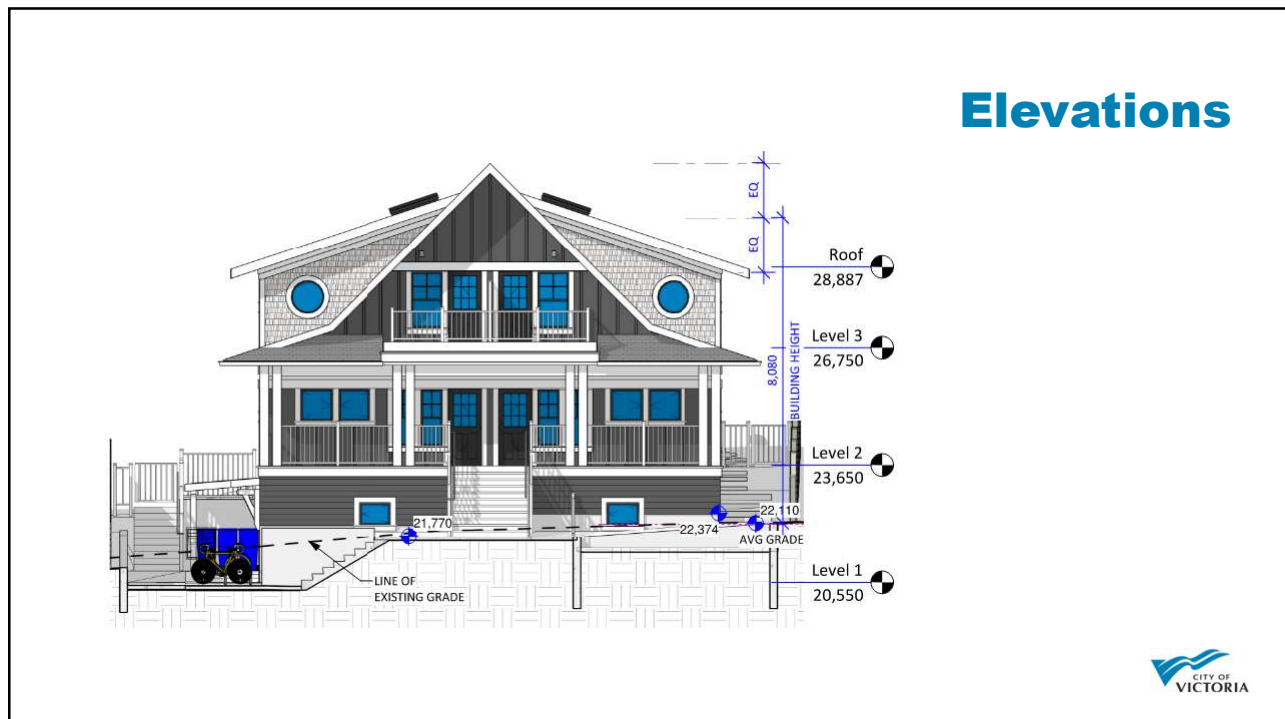 Elevations
EQ
EQ
Roof
28,887
Level 3
26,750
8,080
BUILDING HEIGHT
Level 2
23,650
21,770
22,110
22,374
AVG GRADE
LINE OF
EXISTING GRADE
Level 1
20,550
CITY OF
VICTORIA